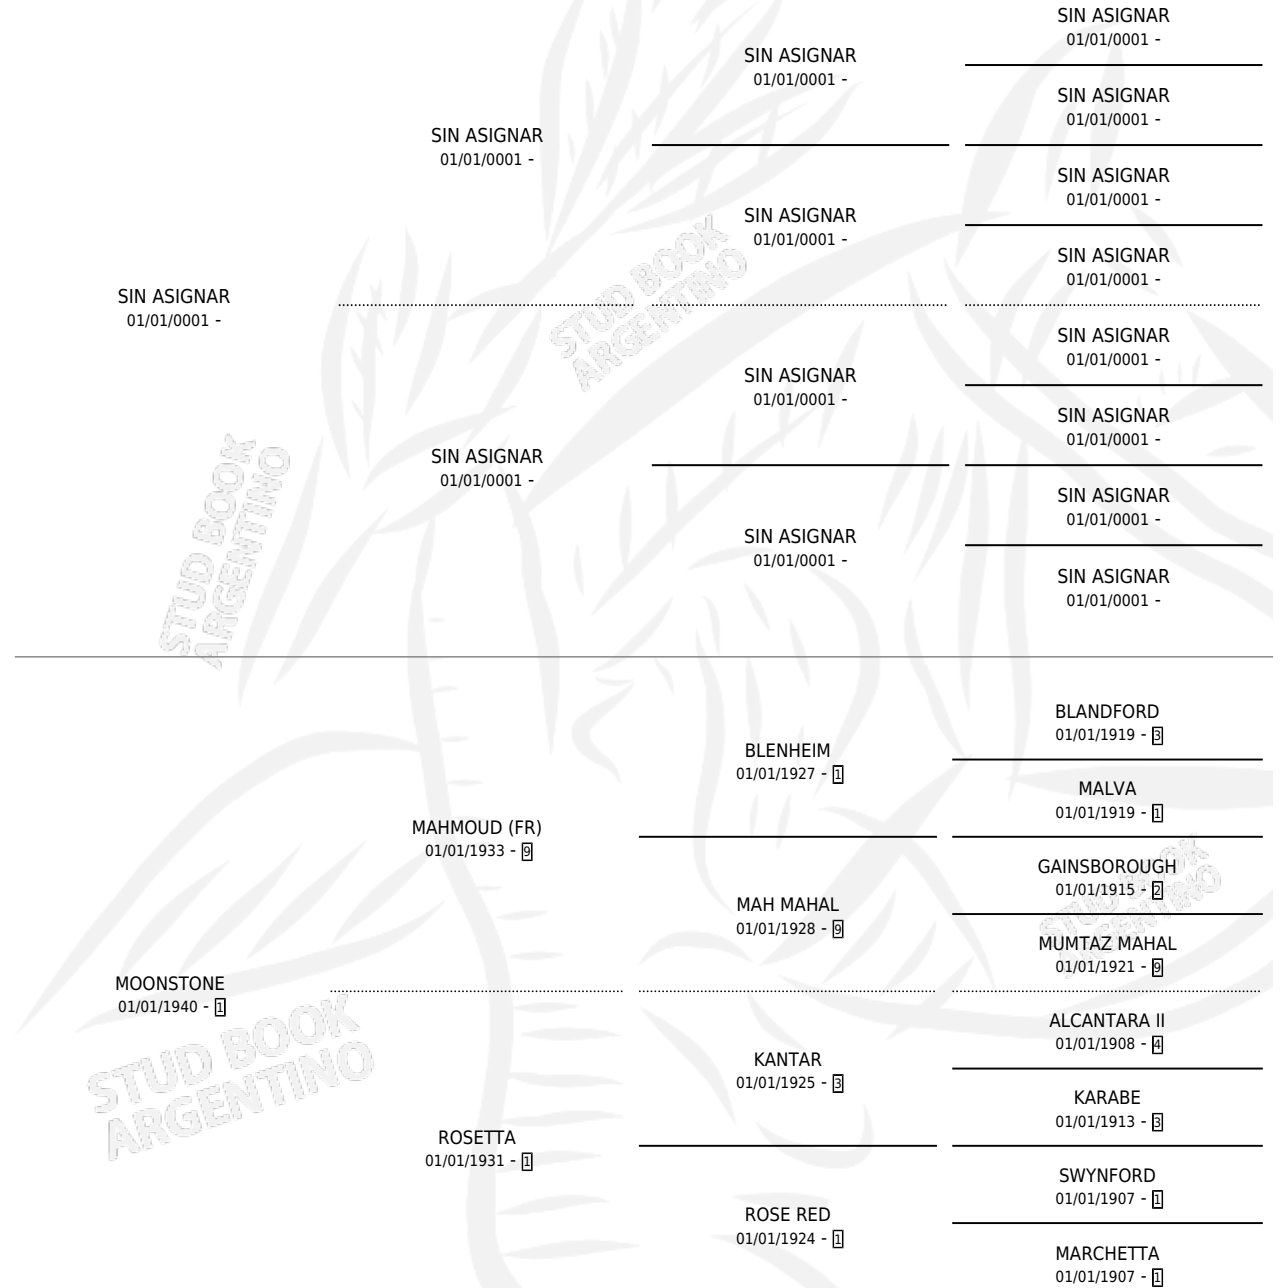 SIN ASIGNAR
01/01/0001 -
SIN ASIGNAR
01/01/0001 -
SIN ASIGNAR
01/01/0001 -
SIN ASIGNAR
01/01/0001 -
SIN ASIGNAR
01/01/0001 -
SIN ASIGNAR
01/01/0001 -
SIN ASIGNAR
01/01/0001 -
SIN ASIGNAR
01/01/0001 -
STUD BOOK
ARGENTINO
SIN ASIGNAR
01/01/0001 -
SIN ASIGNAR
01/01/0001 -
SIN ASIGNAR
01/01/0001 -
SIN ASIGNAR
01/01/0001 -
SIN ASIGNAR
01/01/0001 -
SIN ASIGNAR
01/01/0001 -
SIN ASIGNAR
01/01/0001 -
STUD BOOK
ARGENTINO
BLANDFORD
01/01/1919 - 3
BLENHEIM
01/01/1927 - 1
MALVA
01/01/1919 - 1
MAHMOUD (FR)
01/01/1933 - 9
GAINSBOROUGH
01/01/1915 - 2
MAH MAHAL
01/01/1928 - 9
MUMTAZ MAHAL
01/01/1921 - 9
STUD BOOK
ARGENTINO
MOONSTONE
01/01/1940 - 1
ALCANTARA II
01/01/1908 - 4
KANTAR
01/01/1925 - 3
KARABE
01/01/1913 - 3
STUD BOOK
ARGENTINO
ROSETTA
01/01/1931 - 1
SWYNFORD
01/01/1907 - 1
ROSE RED
01/01/1924 - 1
MARCHETTA
01/01/1907 - 1